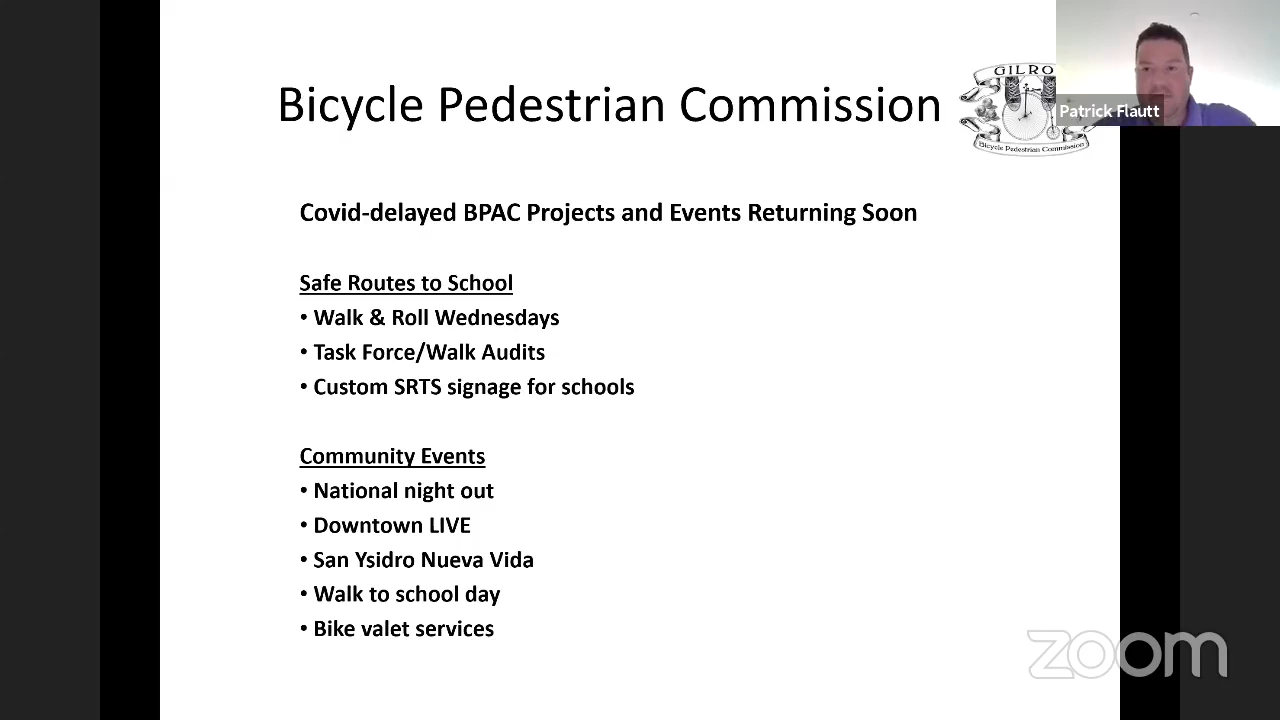 Bicycle Pedestrian Commission
GILRO
Patrick Flautt
Bicycle Pedestrian Commission
Covid-delayed BPAC Projects and Events Returning Soon
Safe Routes to School
• Walk & Roll Wednesdays
• Task Force/Walk Audits
• Custom SRTS signage for schools
Community Events
• National night out
• Downtown LIVE
• San Ysidro Nueva Vida
• Walk to school day
• Bike valet services
zoom